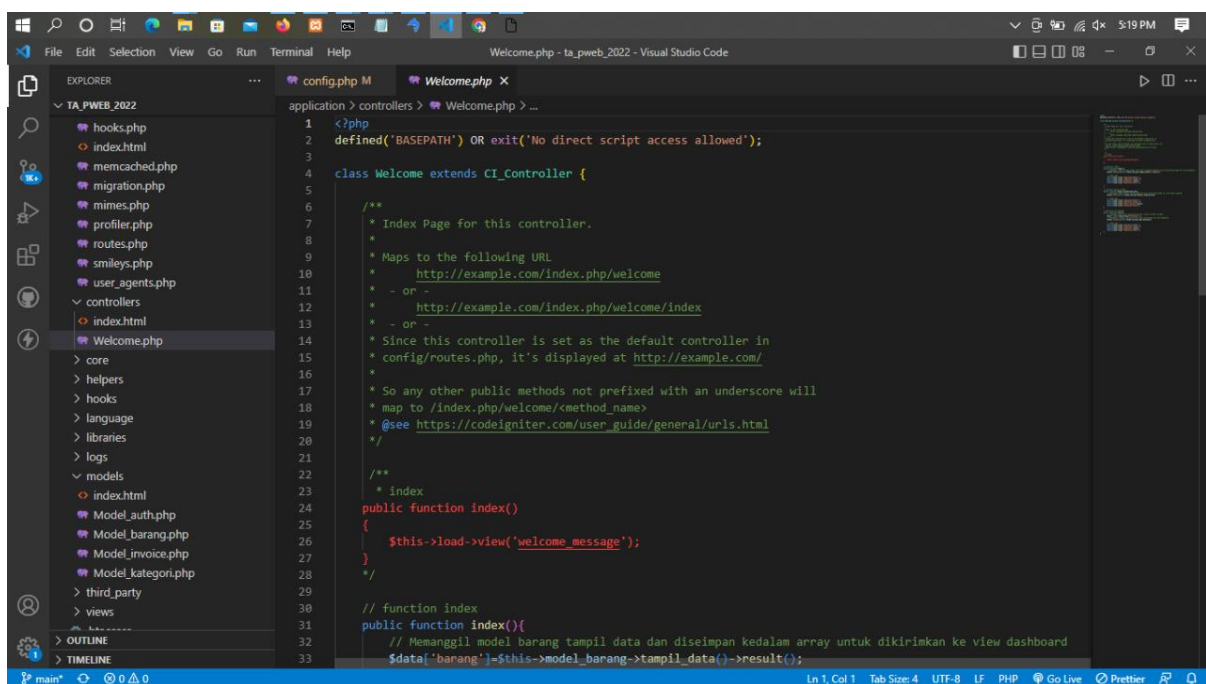 5:19 PM
File Edit Selection View Go Run Terminal Help
Welcome.php - ta_pweb_2022 - Visual Studio Code
EXPLORER
TA_PWEB_2022
hooks.php
index.html
memcached.php
migration.php
mimes.php
profiler.php
routes.php
smileys.php
user_agents.php
controllers
index.html
Welcome.php
core
helpers
hooks
language
libraries
logs
models
index.html
Model_auth.php
Model_barang.php
Model_invoice.php
Model_kategori.php
third_party
views
OUTLINE
TIMELINE
1K+
1
config.php M
Welcome.php
application > controllers > Welcome.php > ...
1 <?php
2 defined('BASEPATH') OR exit('No direct script access allowed');
3
4 class Welcome extends CI_Controller {
5
6 /**
7 * Index Page for this controller.
8 *
9 * Maps to the following URL
10 * http://example.com/index.php/welcome
11 * - or -
12 * http://example.com/index.php/welcome/index
13 * - or -
14 * Since this controller is set as the default controller in
15 * config/routes.php, it's displayed at http://example.com/
16 *
17 * So any other public methods not prefixed with an underscore will
18 * map to /index.php/welcome/<method_name>
19 * @see https://codeigniter.com/user_guide/general/urls.html
20 */
21
22 /**
23 * index
24 public function index()
25 {
26 $this->load->view('welcome_message');
27 }
28 */
29
30 // function index
31 public function index(){
32 // Memanggil model barang tampil data dan diseimpan kedalam array untuk dikirimkan ke view dashboard
33 $data['barang']=$this->model_barang->tampil_data()->result();
main* 0 0 Ln 1, Col 1 Tab Size: 4 UTF-8 LF PHP Go Live Prettier